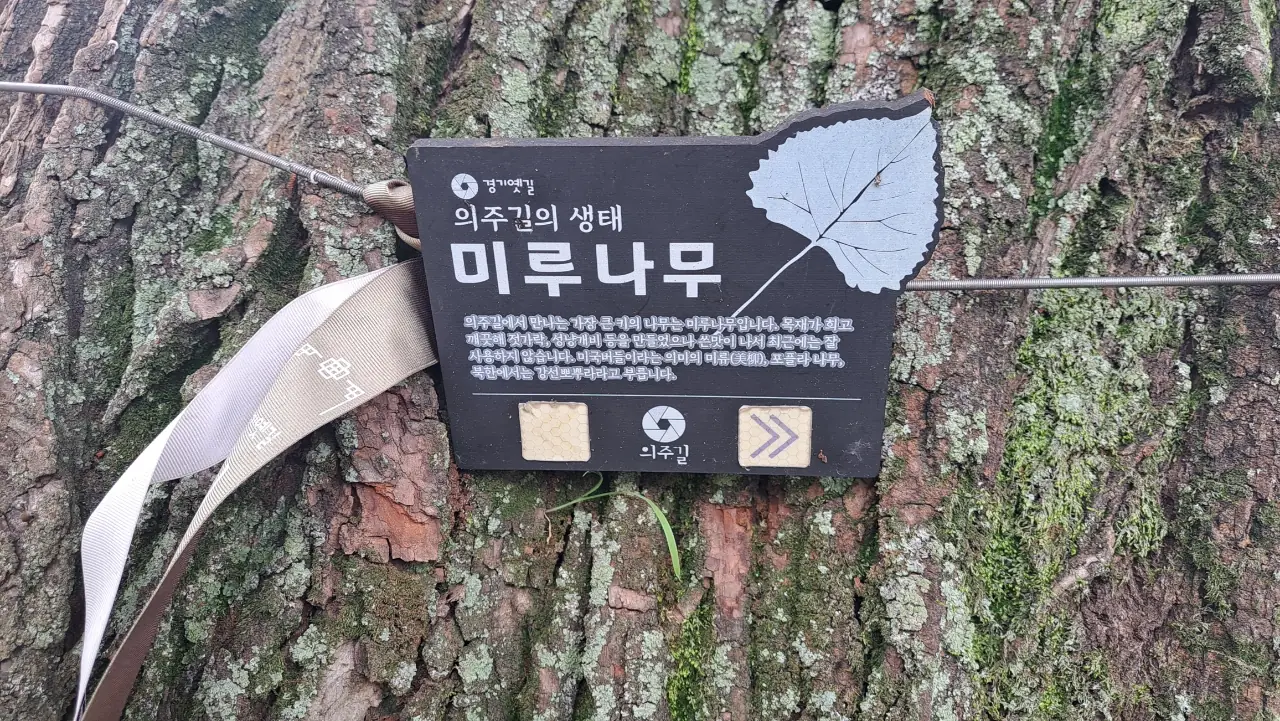 경기옛길
의주길의 생태
미루나무
의주길에서 만나는 가장 큰 키의 나무는 미루나무입니다. 목재가 희고
깨끗해 젓가락, 성냥개비 등을 만들었으나 쓴맛이 나서 최근에는 잘
사용하지 않습니다. 미국버들이라는 의미의 미류(美柳), 포플라 나무,
북한에서는 강선뽀뿌라라고 부릅니다.
의주길